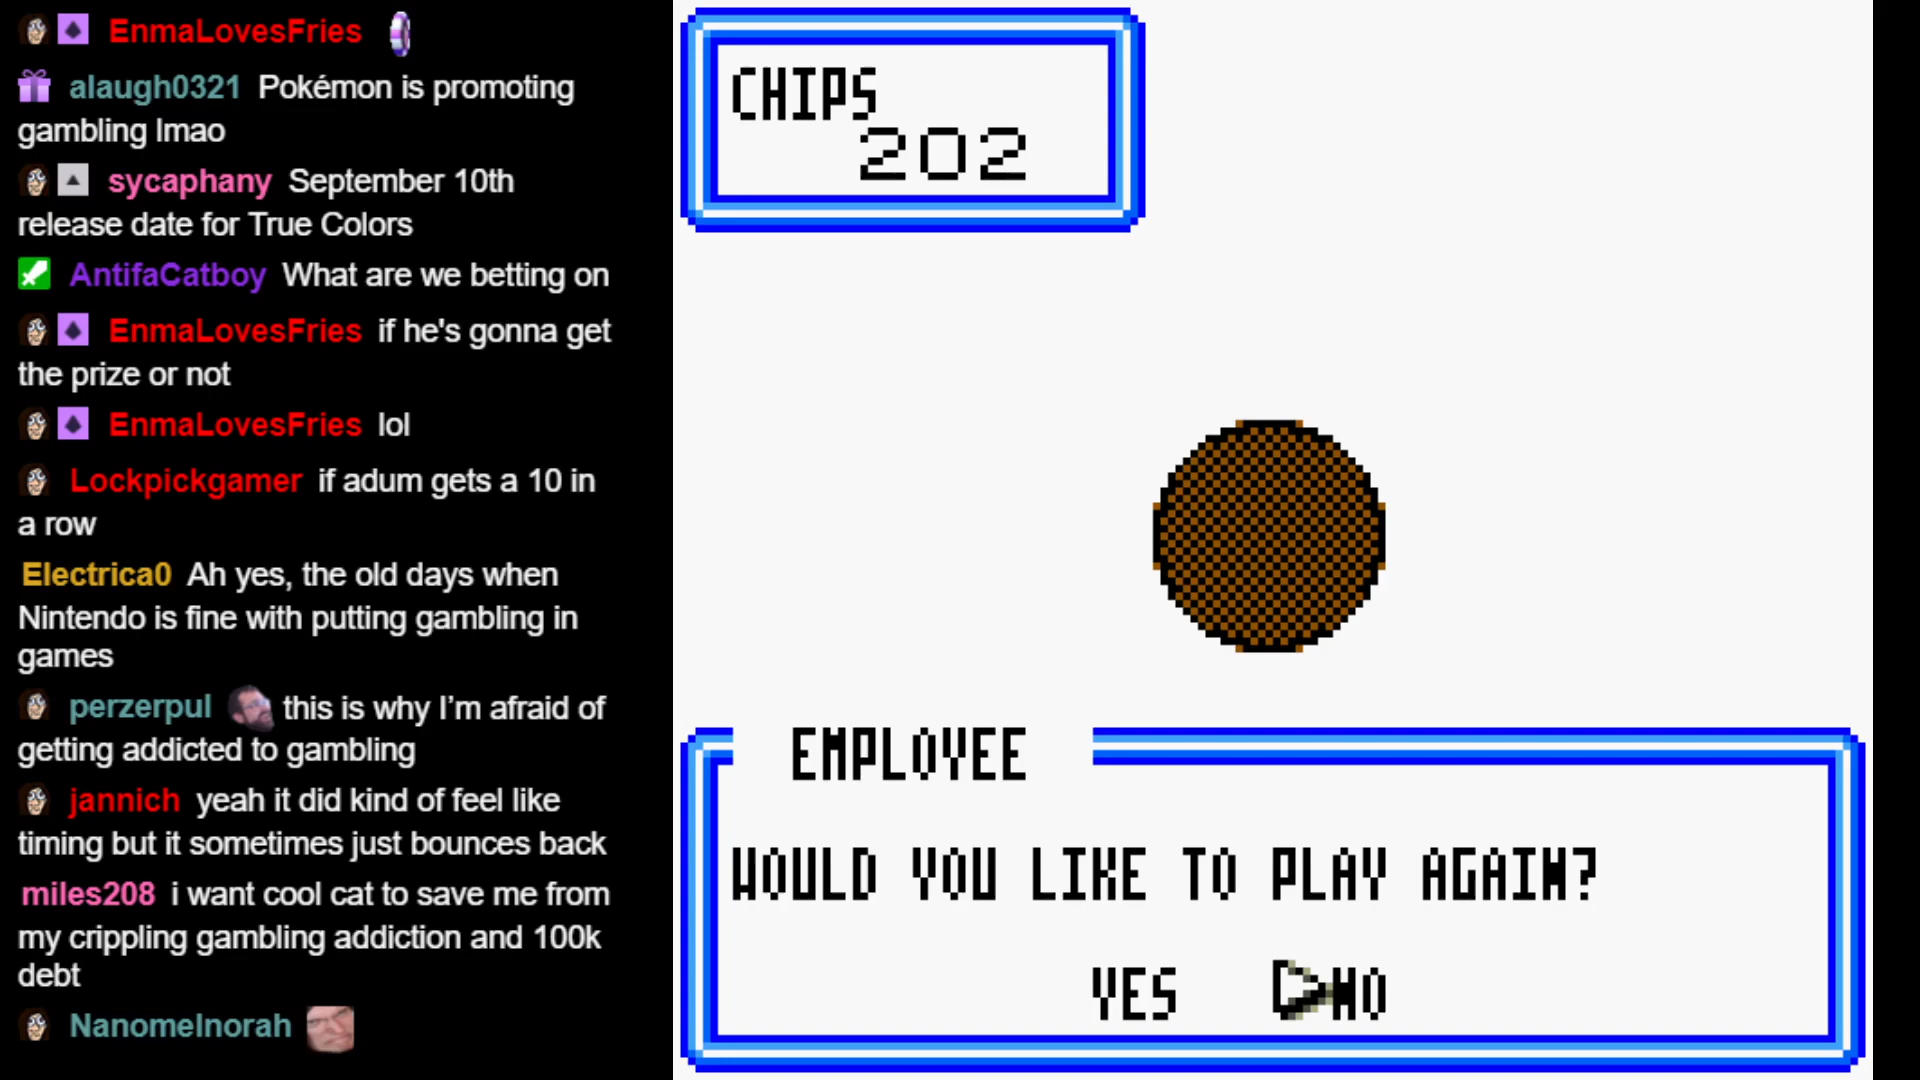 EnmaLovesFries
alaugh0321 Pokémon is promoting
gambling lmao
sycaphany September 10th
release date for True Colors
AntifaCatboy What are we betting on
EnmaLovesFries if he's gonna get
the prize or not
EnmaLovesFries lol
Lockpickgamer if adum gets a 10 in
a row
Electrica0 Ah yes, the old days when
Nintendo is fine with putting gambling in
games
perzerpul this is why I’m afraid of
getting addicted to gambling
jannich yeah it did kind of feel like
timing but it sometimes just bounces back
miles208 i want cool cat to save me from
my crippling gambling addiction and 100k
debt
NanomeInorah
CHIPS
202
EMPLOYEE
WOULD YOU LIKE TO PLAY AGAIN?
YES NO